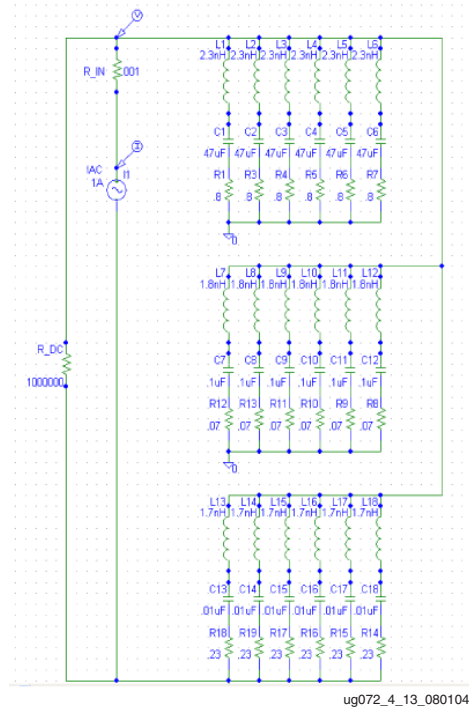 V
R_IN .001
IAC I1
1A
L1 L2 L3 L4 L5 L6
2.3nH 2.3nH 2.3nH 2.3nH 2.3nH 2.3nH
C1 C2 C3 C4 C5 C6
47uF 47uF 47uF 47uF 47uF 47uF
R1 R3 R4 R5 R6 R7
.8 .8 .8 .8 .8 .8
0
L7 L8 L9 L10 L11 L12
1.8nH 1.8nH 1.8nH 1.8nH 1.8nH 1.8nH
R_DC
1000000
C7 C8 C9 C10 C11 C12
.1uF .1uF .1uF .1uF .1uF .1uF
R12 R13 R11 R10 R9 R8
.07 .07 .07 .07 .07 .07
0
L13 L14 L15 L16 L17 L18
1.7nH 1.7nH 1.7nH 1.7nH 1.7nH 1.7nH
C13 C14 C15 C16 C17 C18
.01uF .01uF .01uF .01uF .01uF .01uF
R18 R19 R17 R16 R15 R14
.23 .23 .23 .23 .23 .23
ug072_4_13_080104